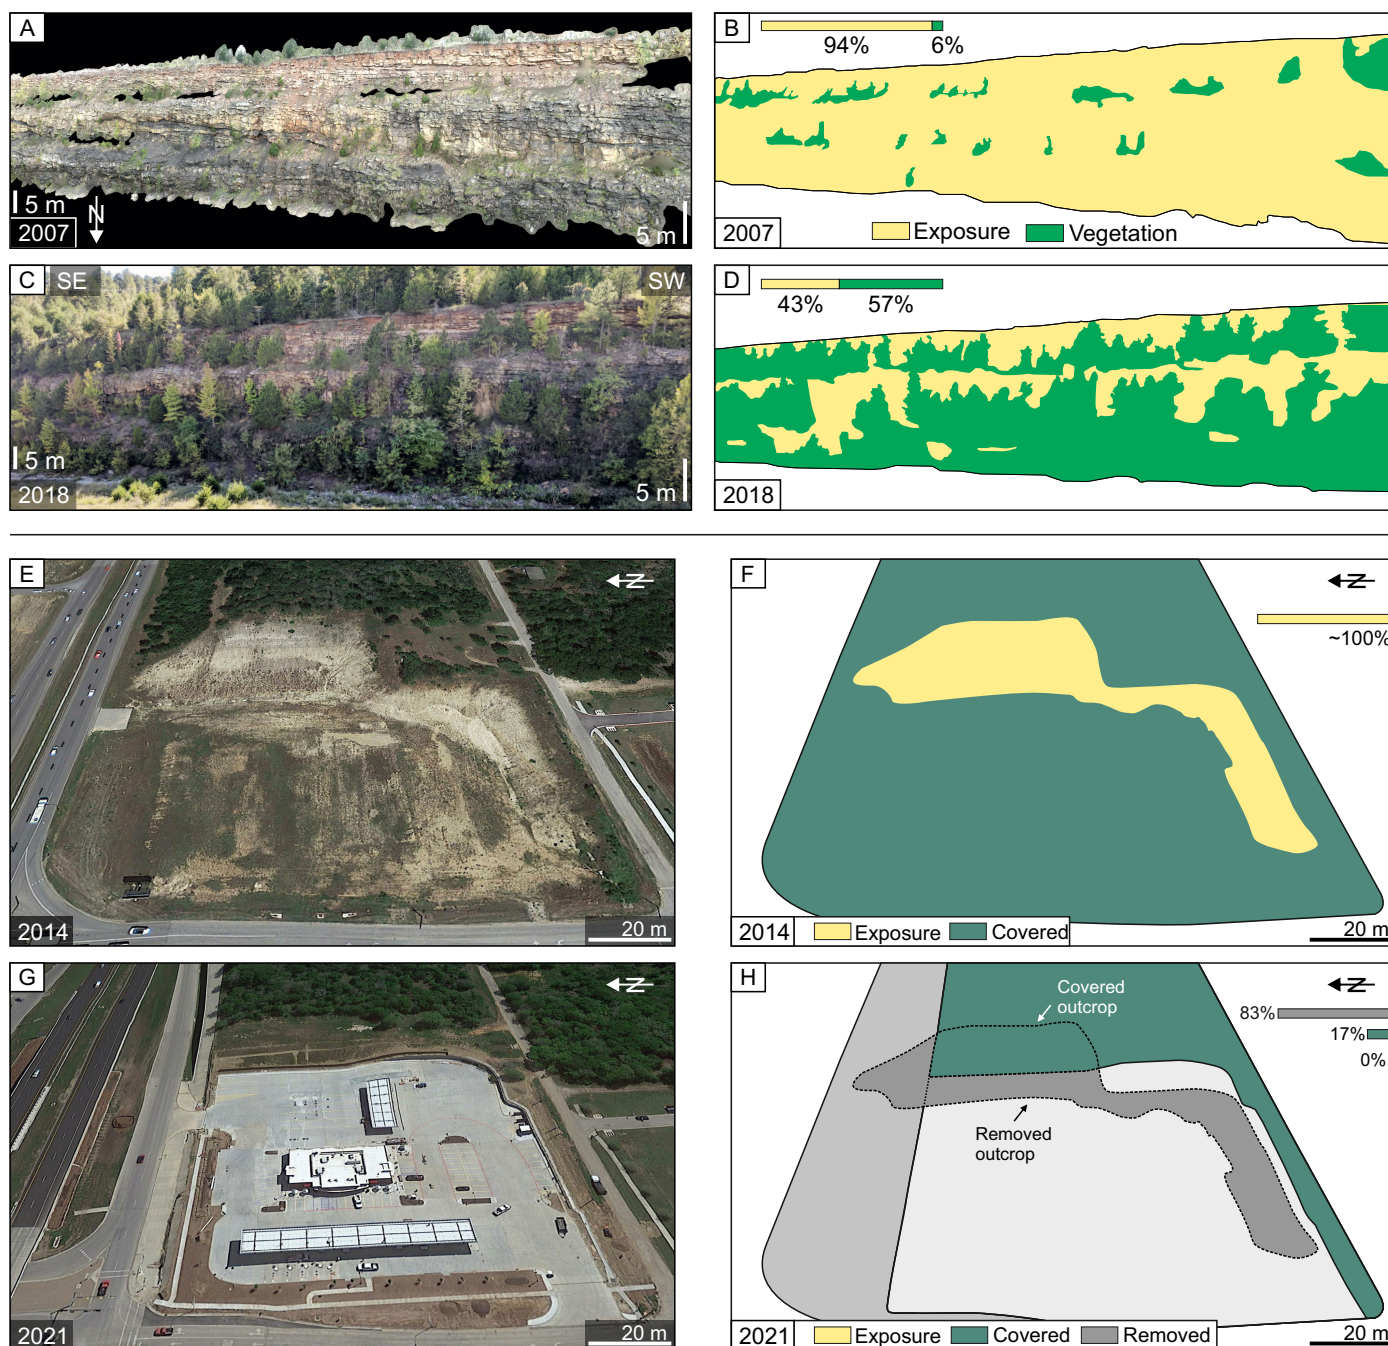 A
5 m
N
2007
5 m
B
94%
6%
2007
Exposure
Vegetation
C
SE
SW
5 m
2018
5 m
D
43%
57%
2018
E
N
2014
20 m
F
N
~100%
2014
Exposure
Covered
20 m
G
N
2021
20 m
H
Covered
outcrop
N
83%
17%
0%
Removed
outcrop
2021
Exposure
Covered
Removed
20 m